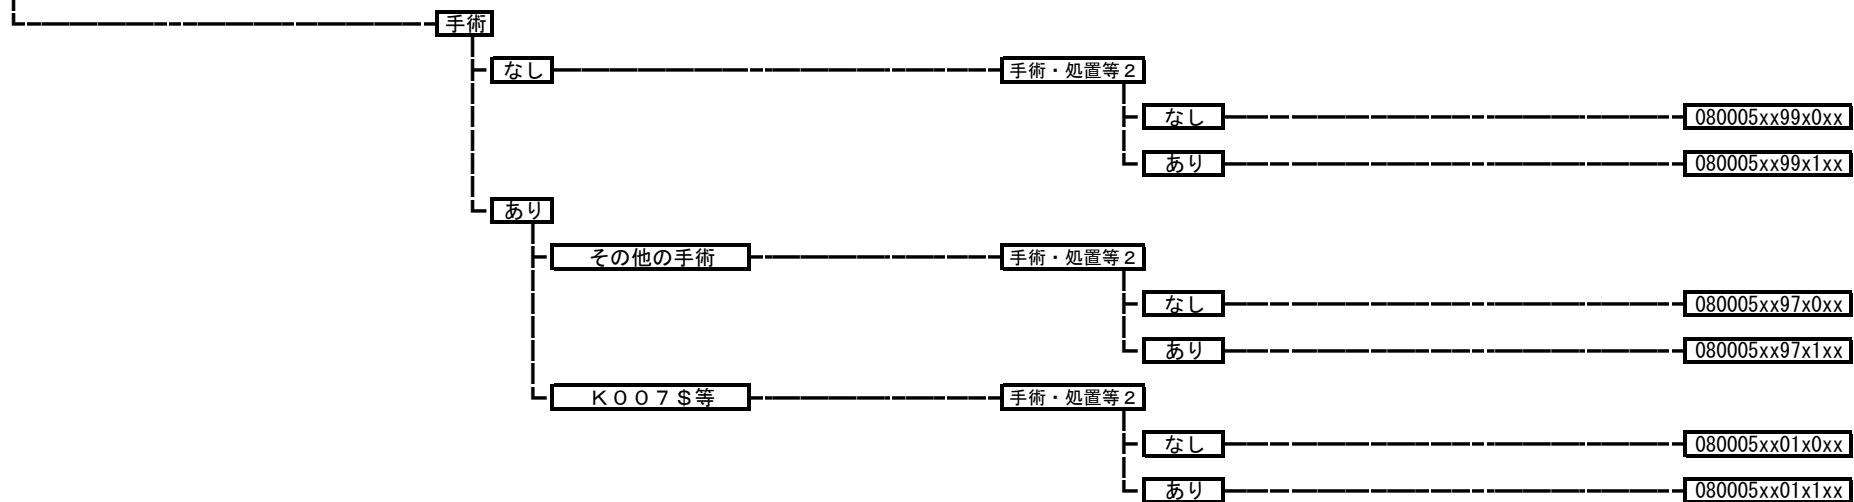 手術
なし 手術・処置等２
なし 080005xx99x0xx
あり 080005xx99x1xx
あり
その他の手術 手術・処置等２
なし 080005xx97x0xx
あり 080005xx97x1xx
Ｋ００７＄等 手術・処置等２
なし 080005xx01x0xx
あり 080005xx01x1xx